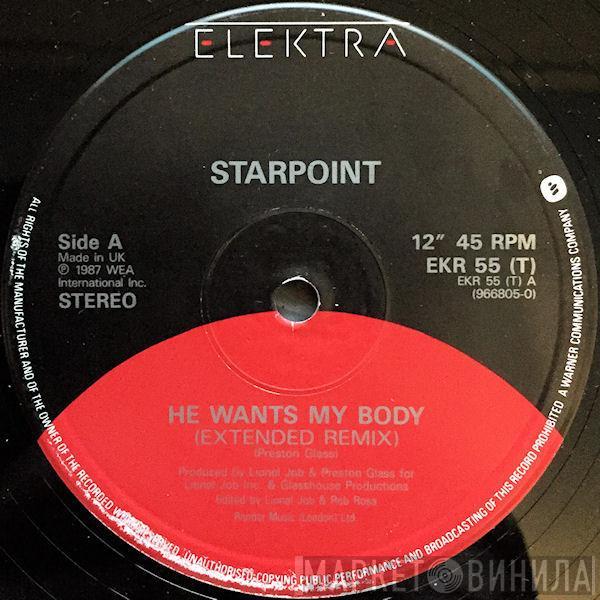 ELEKTRA
STARPOINT
Side A
Made in UK
℗ 1987 WEA
International Inc.
STEREO
12" 45 RPM
EKR 55 (T)
EKR 55 (T) A
(966805-0)
HE WANTS MY BODY
(EXTENDED REMIX)
(Preston Glass)
Produced by Lionel Job & Preston Glass for
Lionel Job Inc. & Glasshouse Productions
Edited by Lionel Job & Rob Rosa
Rondor Music (London) Ltd.
ALL RIGHTS OF THE MANUFACTURER AND OF THE OWNER OF THE RECORDED WORK RESERVED. UNAUTHORISED COPYING PUBLIC PERFORMANCE AND BROADCASTING OF THIS RECORD PROHIBITED A WARNER COMMUNICATIONS COMPANY
МАРКЕТ ВИНИЛА